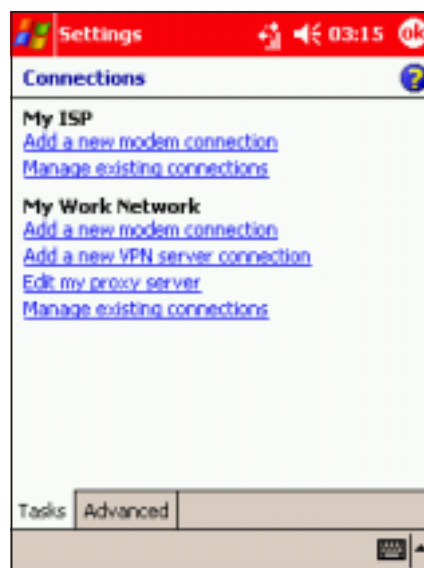 Settings 03:15 ok
Connections ?
My ISP
Add a new modem connection
Manage existing connections
My Work Network
Add a new modem connection
Add a new VPN server connection
Edit my proxy server
Manage existing connections
Tasks Advanced